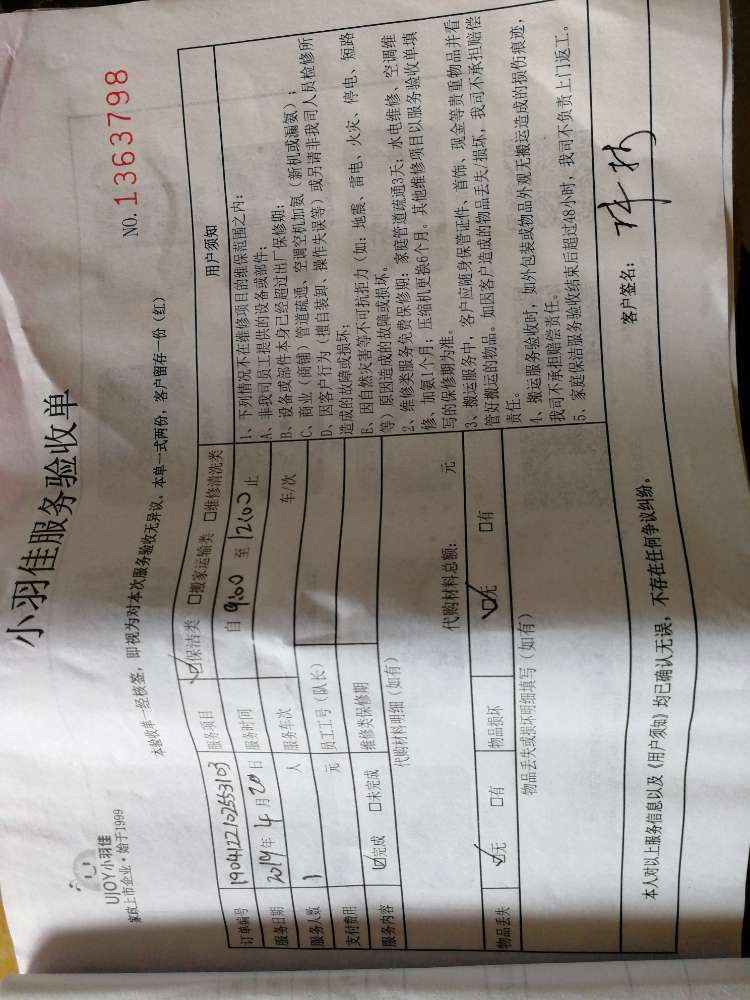 小羽佳服务验收单
UJOY小羽佳
家政上市企业·始于1999
NO. 1363798
本验收单一经核签，即视为对本次服务验收无异议。本单一式两份，客户留存一份（红）
订单编号 1904122102553103 服务项目 ☑保洁类 □搬家运输类 □维修清洗类
服务日期 2019年4月20日 服务时间 自 9:00 至 12:00 止
服务人数 1 人 服务车次 车/次
支付费用 元 员工工号（队长）
服务内容 ☑完成 □未完成 维修类保修期
代购材料明细（如有）
代购材料总额： 元
物品丢失 ☑无 □有 物品损坏 ☑无 □有
物品丢失或损坏明细填写（如有）
用户须知
1、下列情况不在维修项目的维保范围之内：
A、非我司员工提供的设备或部件；
B、设备或部件本身已经超过出厂保修期；
C、商业（商铺）管道疏通、空调空机加氨（新机或漏氨）；
D、因客户行为（擅自装卸、操作失误等）或另请非我司人员检修所
造成的故障或损坏；
E、因自然灾害等不可抗拒力（如：地震、雷电、火灾、停电、短路
等）原因造成的故障或损坏。
2、维修类服务免费保修期：家庭管道疏通3天；水电维修、空调维
修、加氨1个月；压缩机更换6个月。其他维修项目以服务验收单填
写的保修期为准。
3、搬运服务中，客户应随身保管证件、首饰、现金等贵重物品并看
管好搬运的物品。如因客户造成的物品丢失/损坏，我司不承担赔偿
责任。
4、搬运服务验收时，如外包装或物品外观无搬运造成的损伤痕迹，
我司不承担赔偿责任。
5、家庭保洁服务验收结束后超过48小时，我司不负责上门返工。
本人对以上服务信息以及《用户须知》均已确认无误，不存在任何争议纠纷。
客户签名：